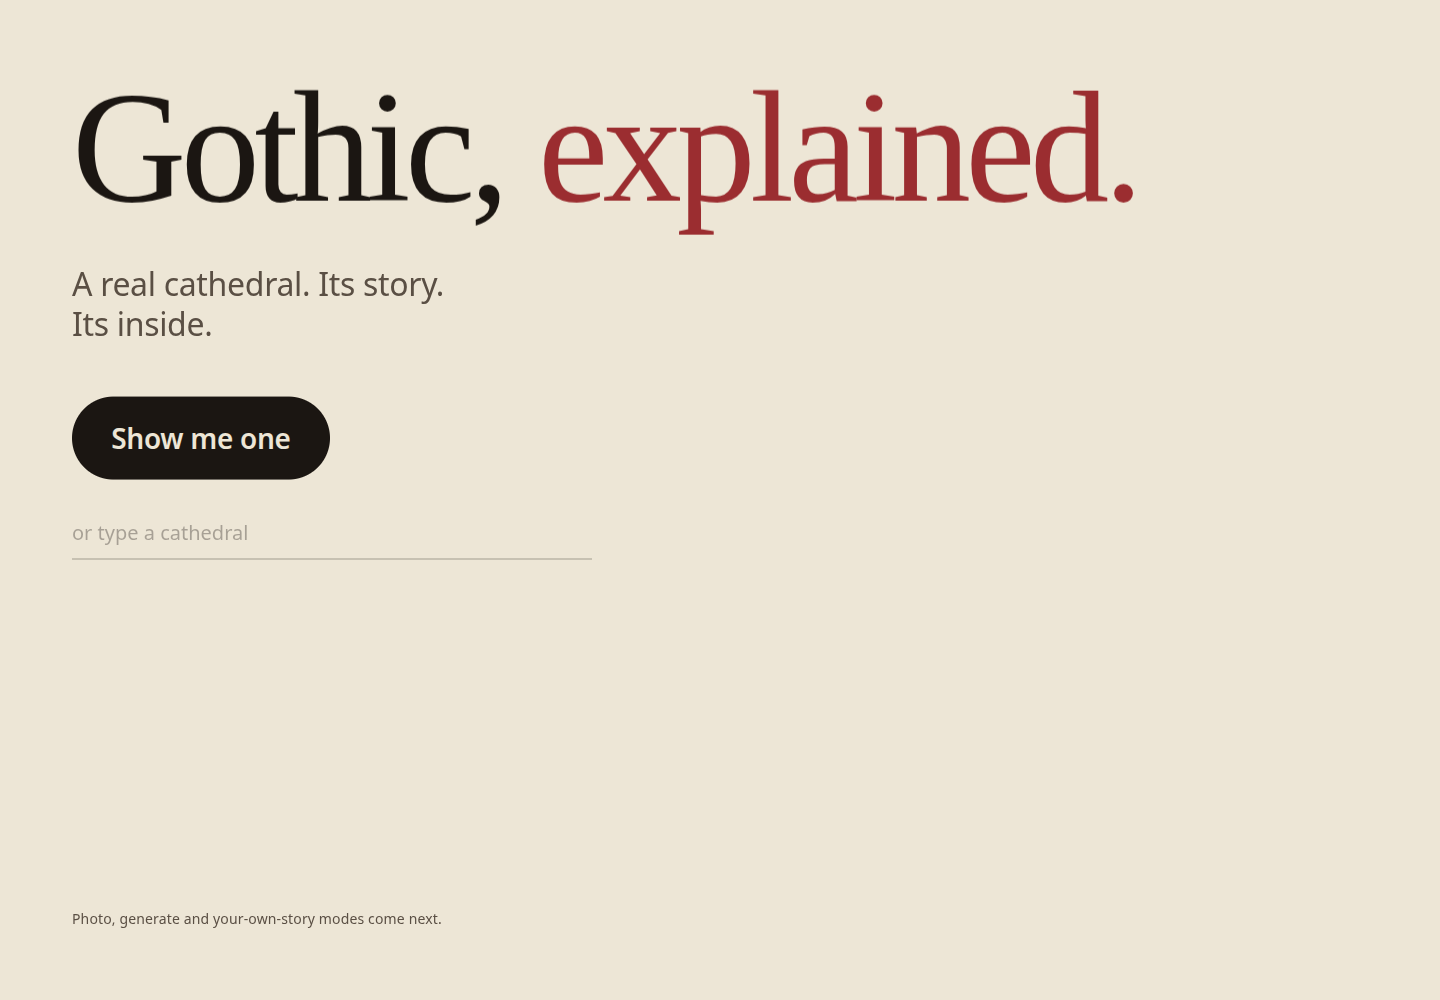 Gothic, explained.
A real cathedral. Its story.
Its inside.
Show me one
or type a cathedral
Photo, generate and your-own-story modes come next.